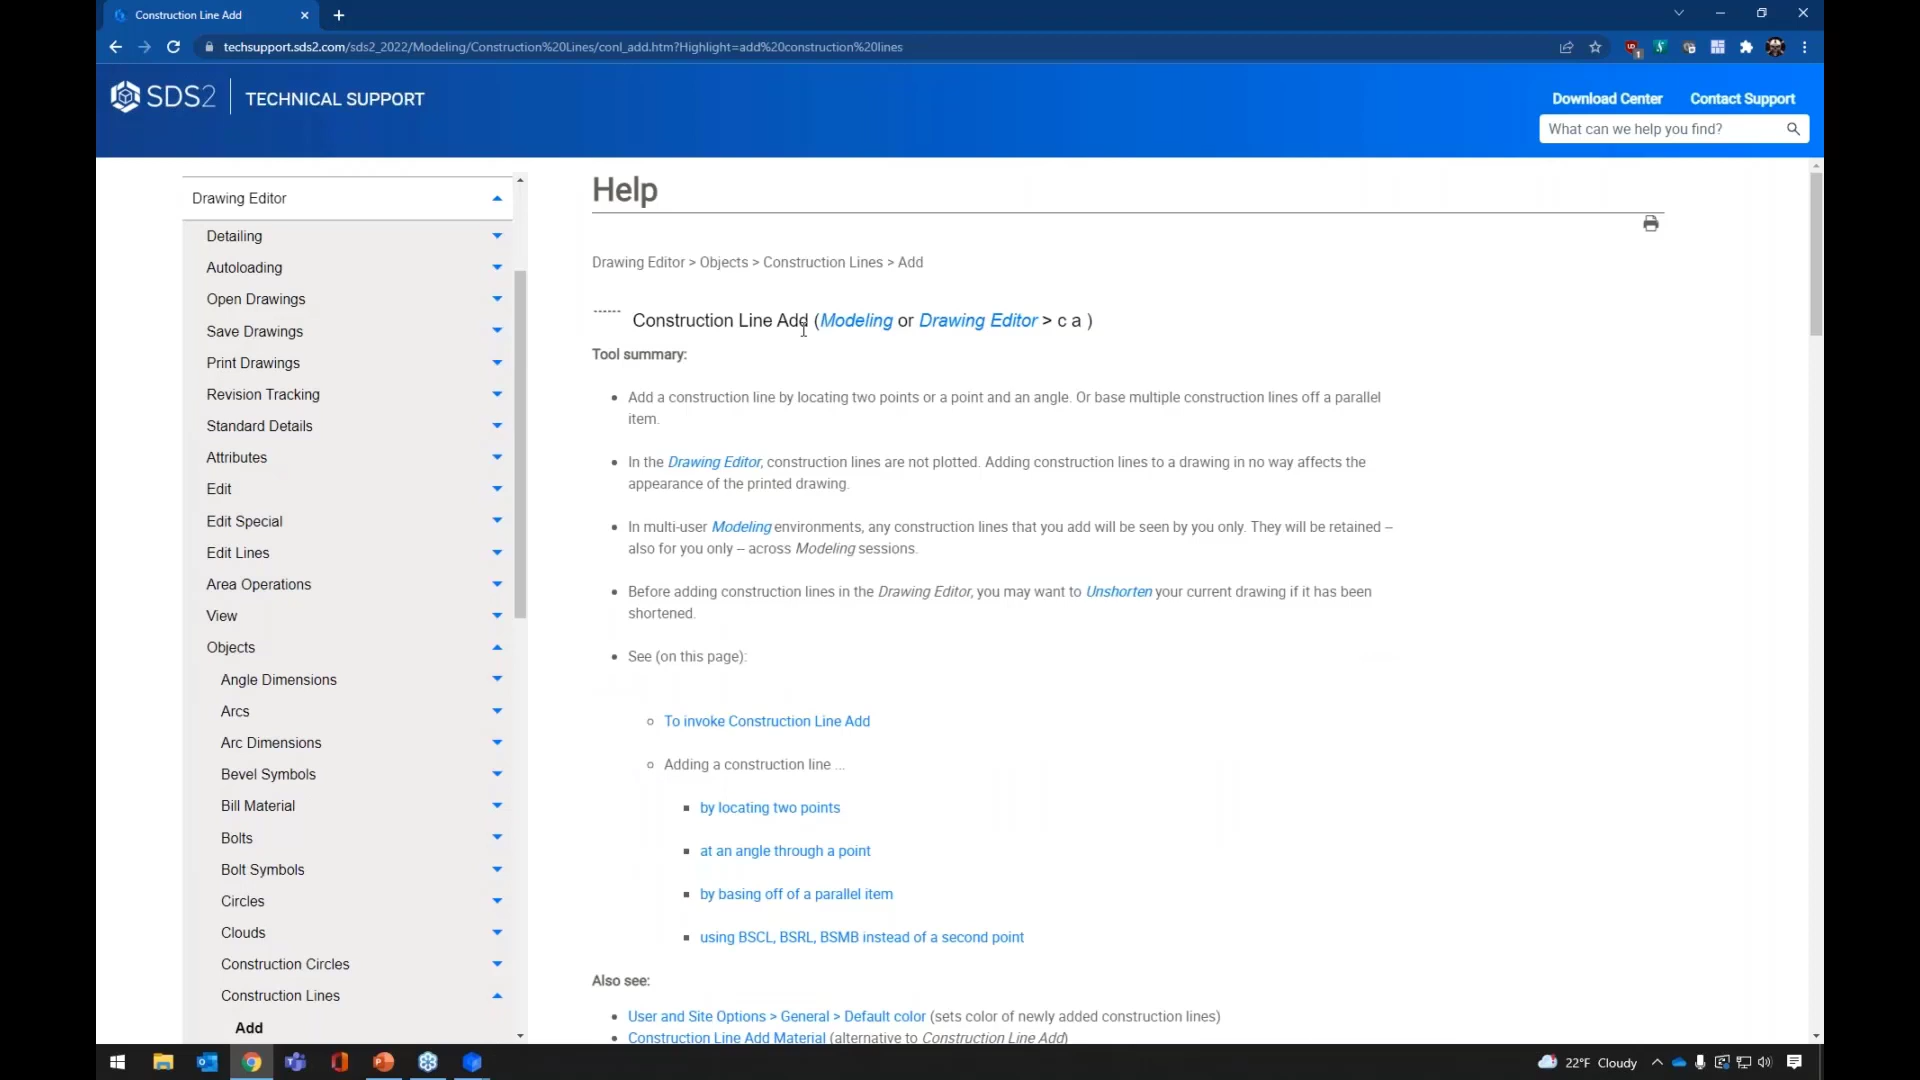 Construction Line Add
techsupport.sds2.com/sds2_2022/Modeling/Construction%20Lines/conl_add.htm?Highlight=add%20construction%20lines
SDS2 TECHNICAL SUPPORT
Download Center Contact Support
What can we help you find?
Drawing Editor
Detailing
Autoloading
Open Drawings
Save Drawings
Print Drawings
Revision Tracking
Standard Details
Attributes
Edit
Edit Special
Edit Lines
Area Operations
View
Objects
Angle Dimensions
Arcs
Arc Dimensions
Bevel Symbols
Bill Material
Bolts
Bolt Symbols
Circles
Clouds
Construction Circles
Construction Lines
Add
Help
Drawing Editor > Objects > Construction Lines > Add
Construction Line Add (Modeling or Drawing Editor > c a )
Tool summary:
Add a construction line by locating two points or a point and an angle. Or base multiple construction lines off a parallel
item.
In the Drawing Editor, construction lines are not plotted. Adding construction lines to a drawing in no way affects the
appearance of the printed drawing.
In multi-user Modeling environments, any construction lines that you add will be seen by you only. They will be retained --
also for you only -- across Modeling sessions.
Before adding construction lines in the Drawing Editor, you may want to Unshorten your current drawing if it has been
shortened.
See (on this page):
To invoke Construction Line Add
Adding a construction line ...
by locating two points
at an angle through a point
by basing off of a parallel item
using BSCL, BSRL, BSMB instead of a second point
Also see:
User and Site Options > General > Default color (sets color of newly added construction lines)
Construction Line Add Material (alternative to Construction Line Add)
22°F Cloudy